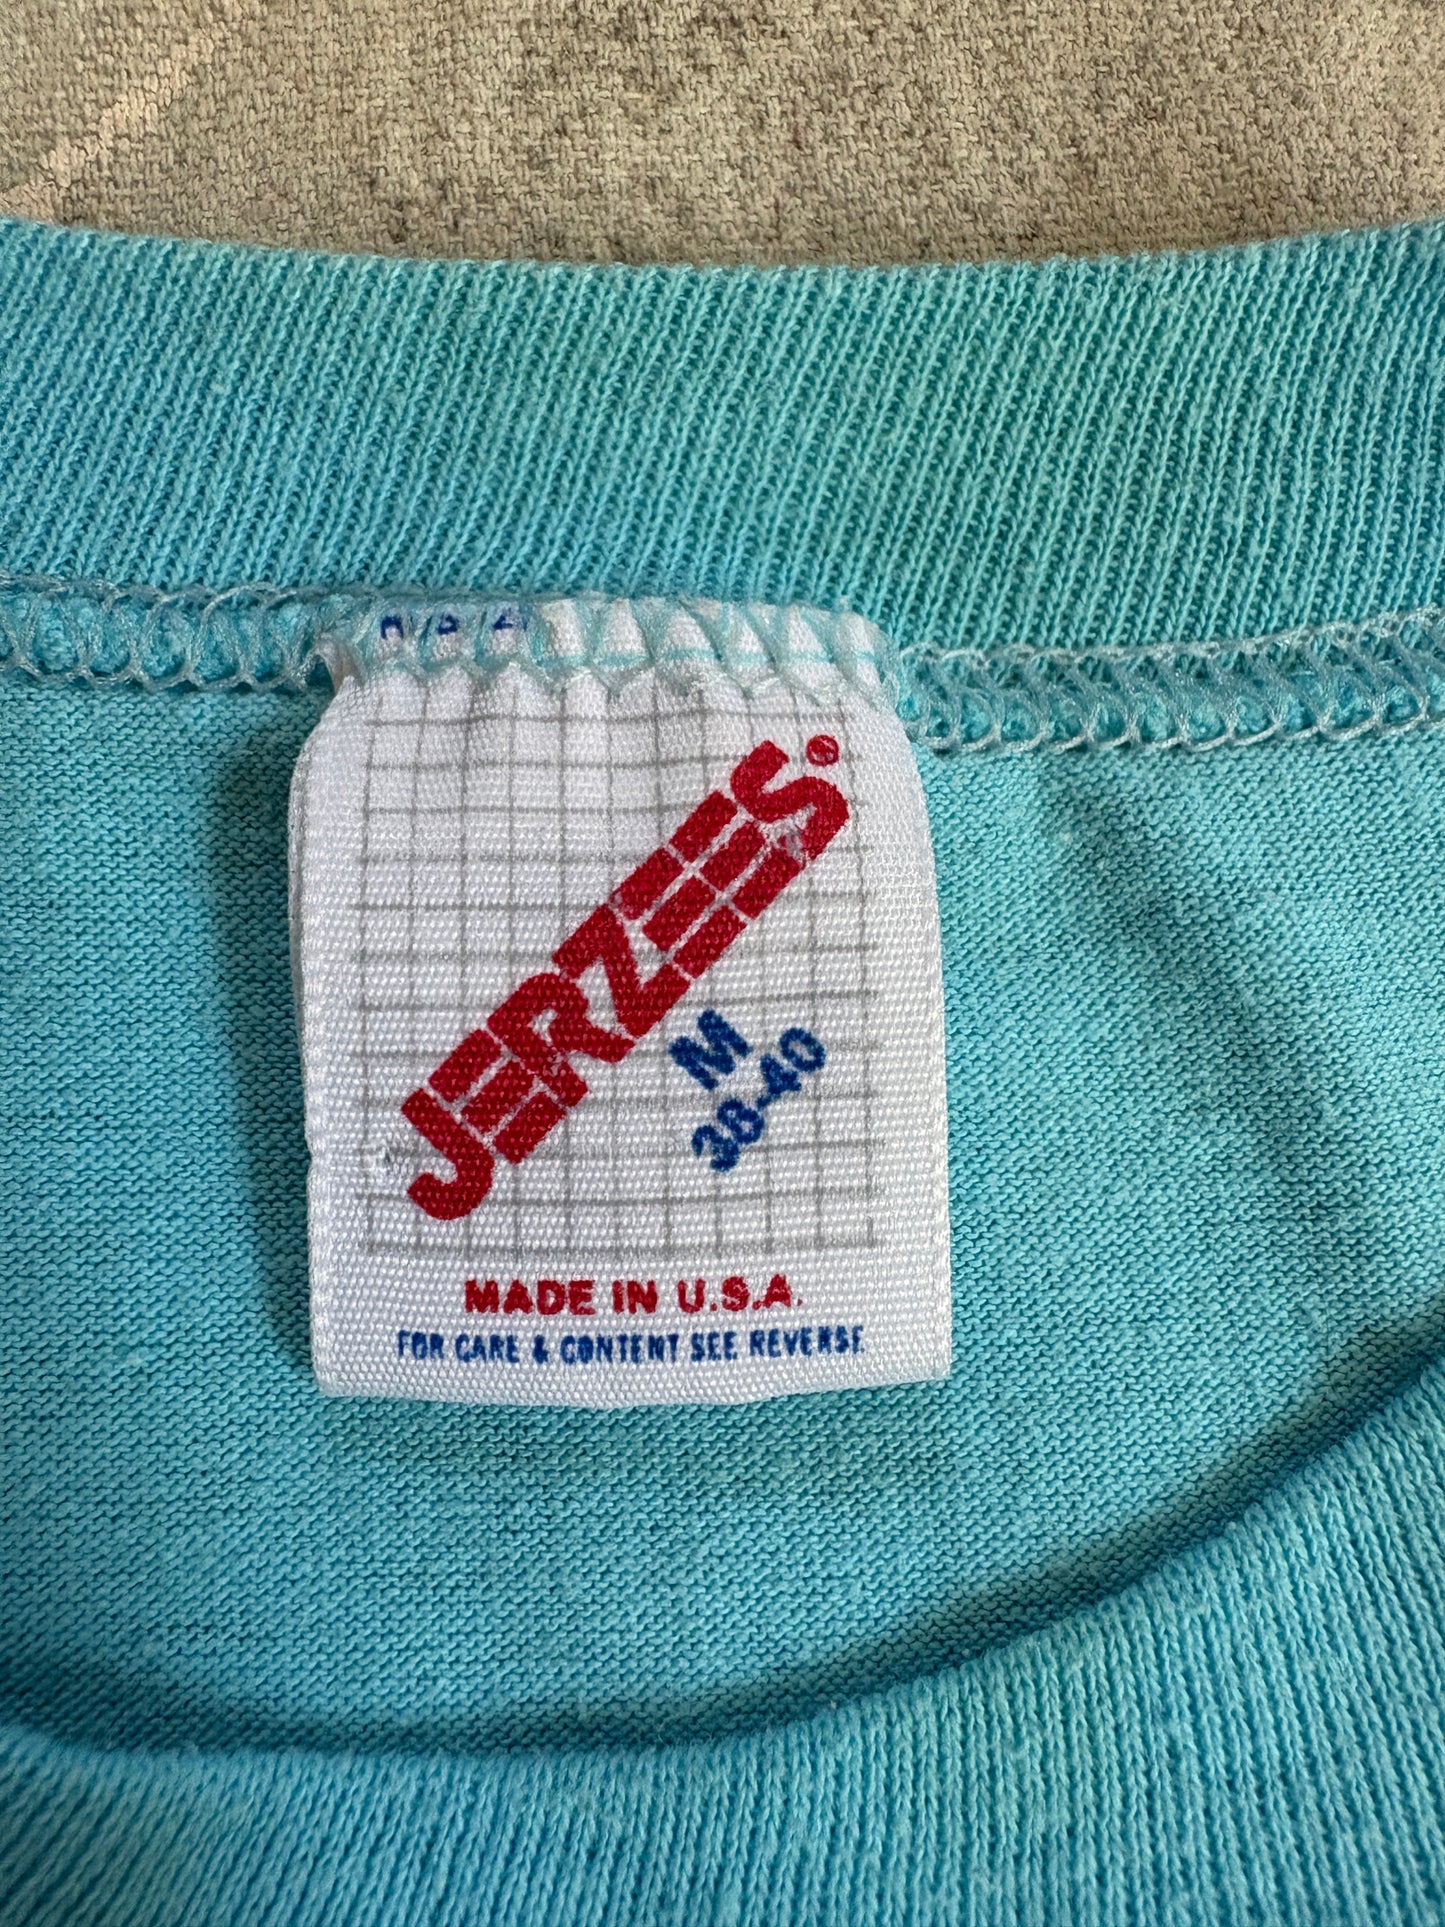 JERZEES®
M
38-40
MADE IN U.S.A.
FOR CARE & CONTENT SEE REVERSE